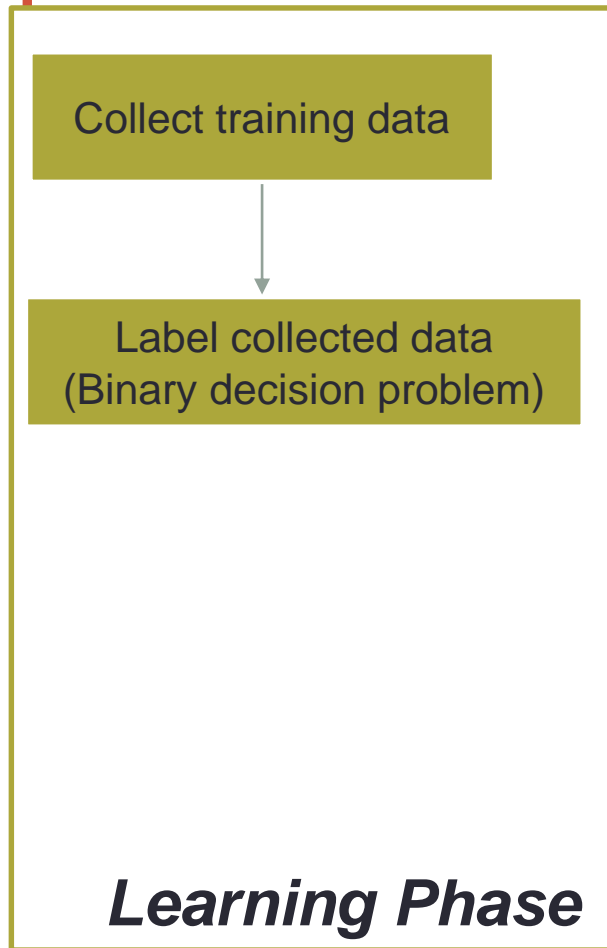 Collect training data
Label collected data
(Binary decision problem)
Learning Phase